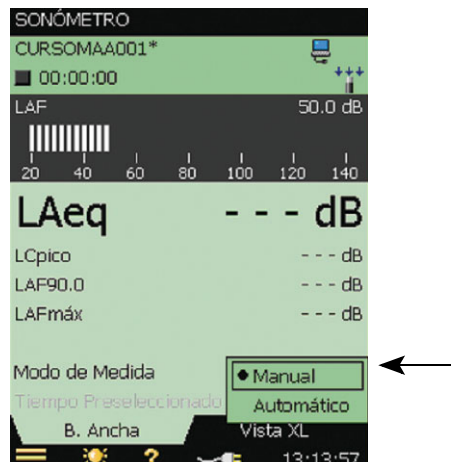 SONÓMETRO
CURSOMAA001*
00:00:00
LAF 50.0 dB
20 40 60 80 100 120 140
LAeq - - - dB
LCpico - - - dB
LAF90.0 - - - dB
LAFmáx - - - dB
Modo de Medida Manual
Tiempo Preseleccionado Automático
B. Ancha Vista XL
? 13:13:57